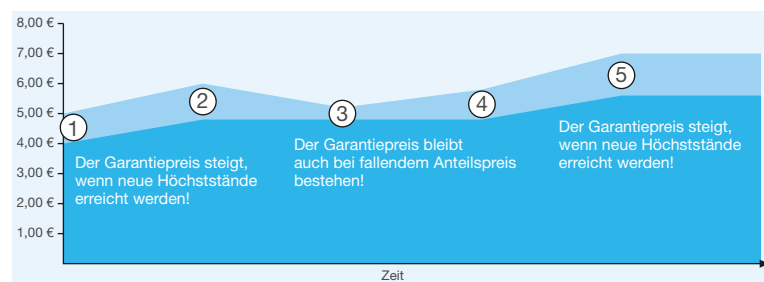 8,00 €
7,00 €
6,00 €
5,00 €
4,00 €
3,00 €
2,00 €
1,00 €
1
2
3
4
5
Der Garantiepreis steigt,
wenn neue Höchststände
erreicht werden!
Der Garantiepreis bleibt
auch bei fallendem Anteilspreis
bestehen!
Der Garantiepreis steigt,
wenn neue Höchststände
erreicht werden!
Zeit